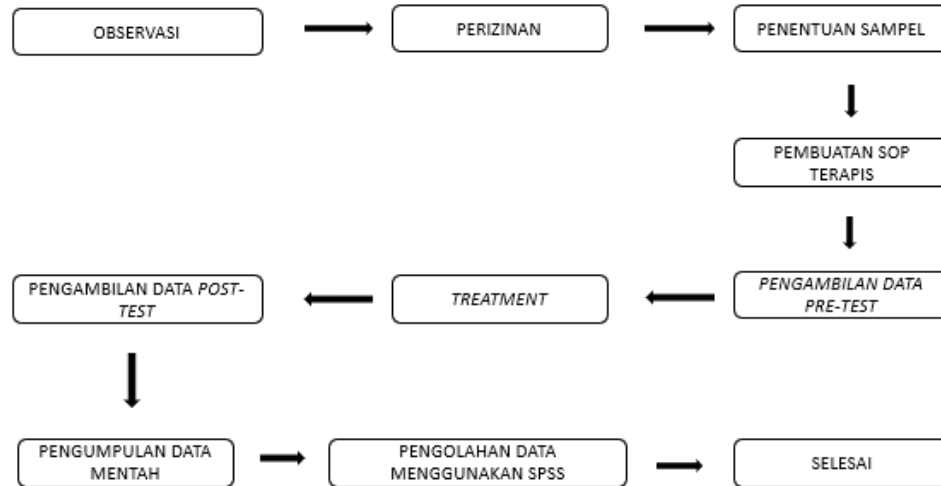 OBSERVASI
PERIZINAN
PENENTUAN SAMPEL
PEMBUATAN SOP
TERAPIS
PENGAMBILAN DATA
PRE-TEST
TREATMENT
PENGAMBILAN DATA POST-
TEST
PENGUMPULAN DATA
MENTAH
PENGOLAHAN DATA
MENGGUNAKAN SPSS
SELESAI